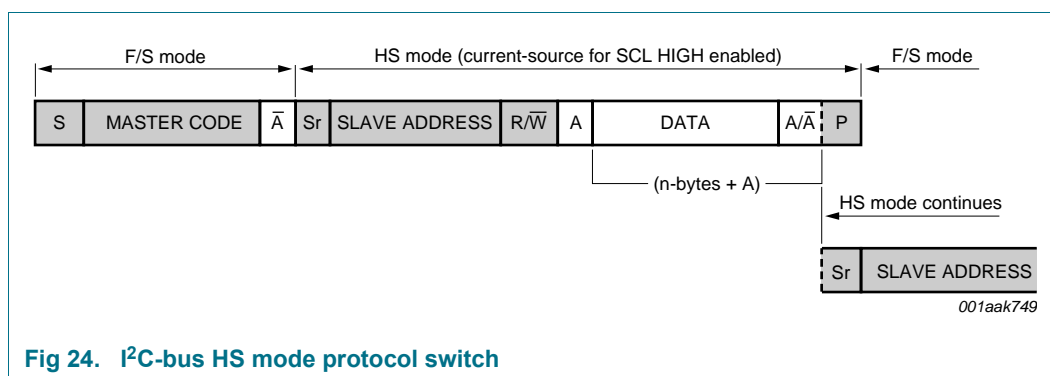 F/S mode
HS mode (current-source for SCL HIGH enabled)
F/S mode
S MASTER CODE A̅ Sr SLAVE ADDRESS R/W̅ A DATA A/A̅ P
(n-bytes + A)
HS mode continues
Sr SLAVE ADDRESS
001aak749
Fig 24. I²C-bus HS mode protocol switch